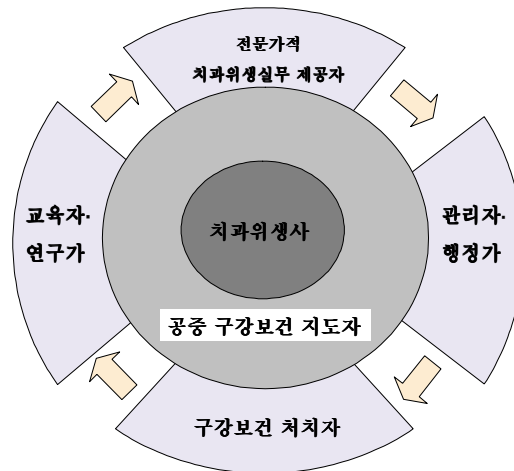 전문가적
치과위생실무 제공자
교육자·
연구가
관리자·
행정가
치과위생사
공중 구강보건 지도자
구강보건 처치자